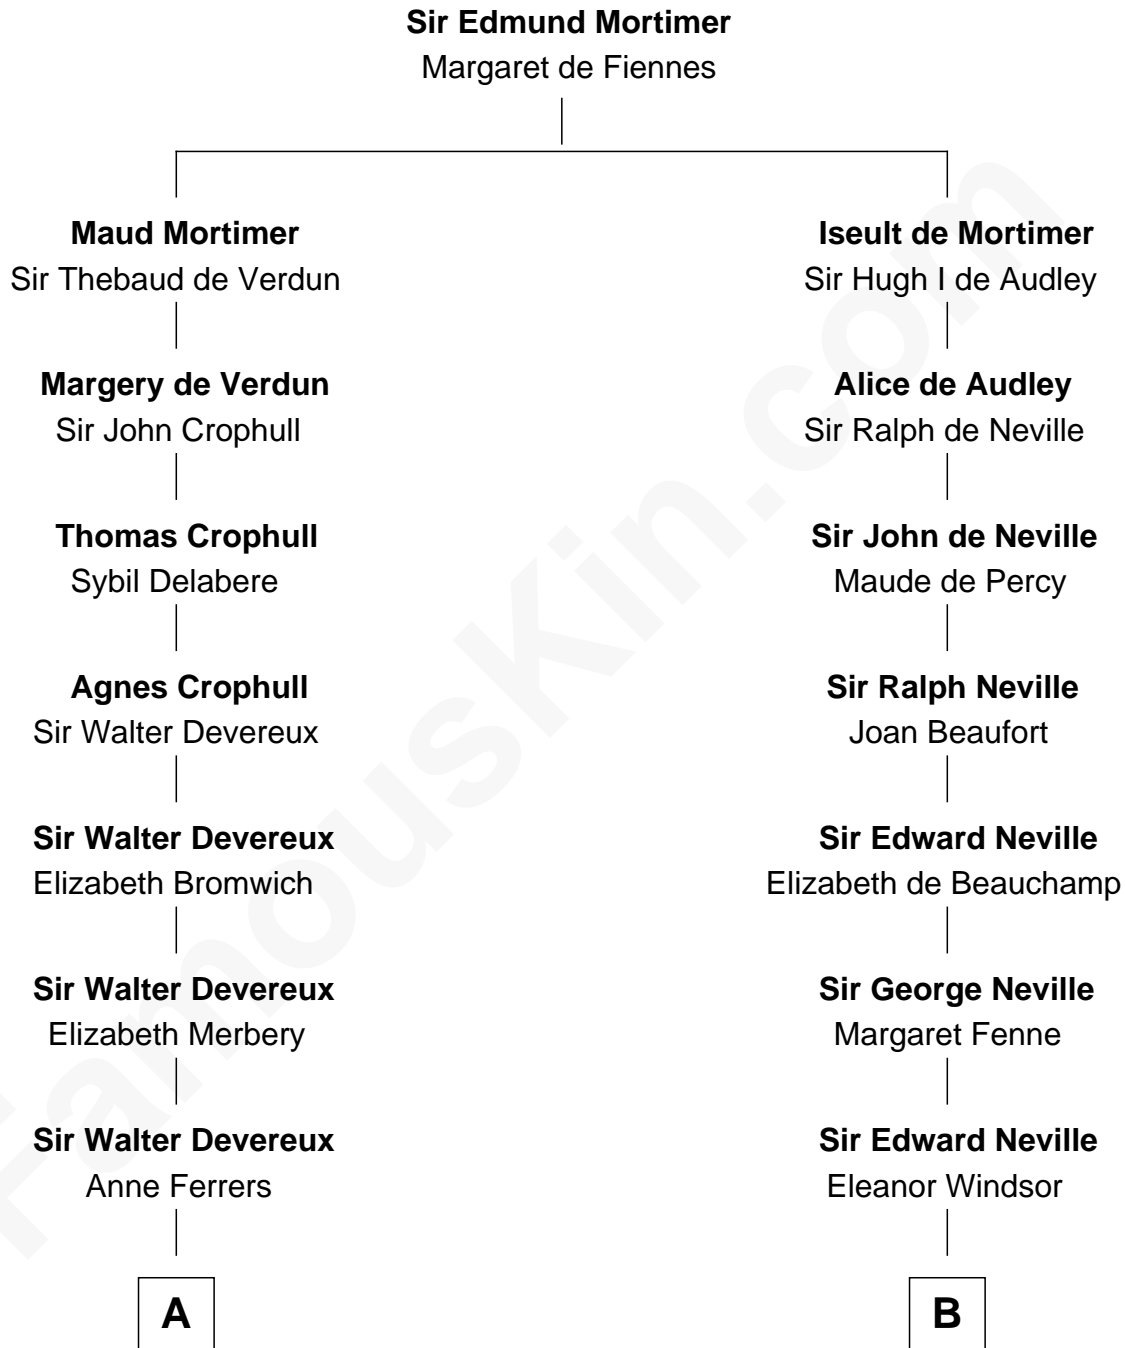 Sir Edmund Mortimer
Margaret de Fiennes
Maud Mortimer
Sir Thebaud de Verdun
Iseult de Mortimer
Sir Hugh I de Audley
Margery de Verdun
Sir John Crophull
Alice de Audley
Sir Ralph de Neville
Thomas Crophull
Sybil Delabere
Sir John de Neville
Maude de Percy
Agnes Crophull
Sir Walter Devereux
Sir Ralph Neville
Joan Beaufort
Sir Walter Devereux
Elizabeth Bromwich
Sir Edward Neville
Elizabeth de Beauchamp
Sir Walter Devereux
Elizabeth Merbery
Sir George Neville
Margaret Fenne
Sir Walter Devereux
Anne Ferrers
Sir Edward Neville
Eleanor Windsor
A
B
FamousKin.com